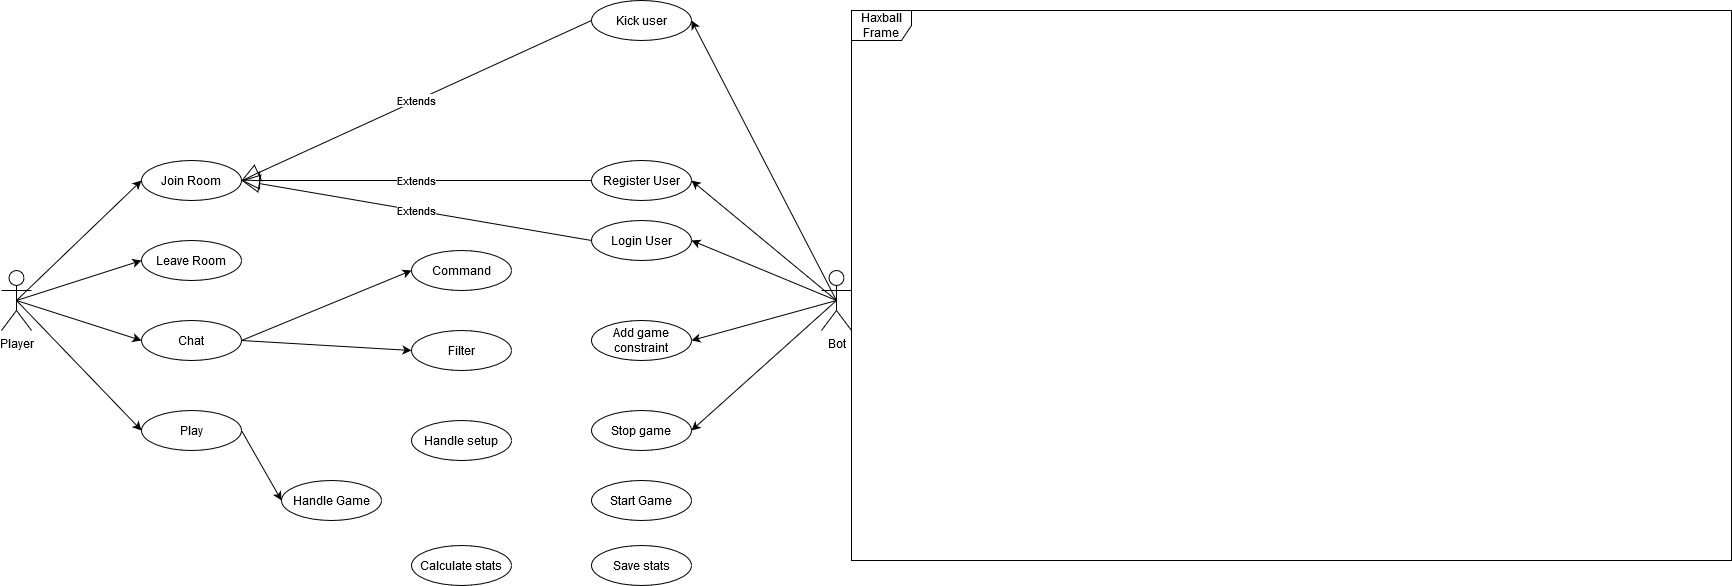 Kick user
Haxball
Frame
Extends
Join Room
Extends
Register User
Extends
Login User
Leave Room
Command
Player
Chat
Filter
Add game
constraint
Bot
Play
Handle setup
Stop game
Handle Game
Start Game
Calculate stats
Save stats